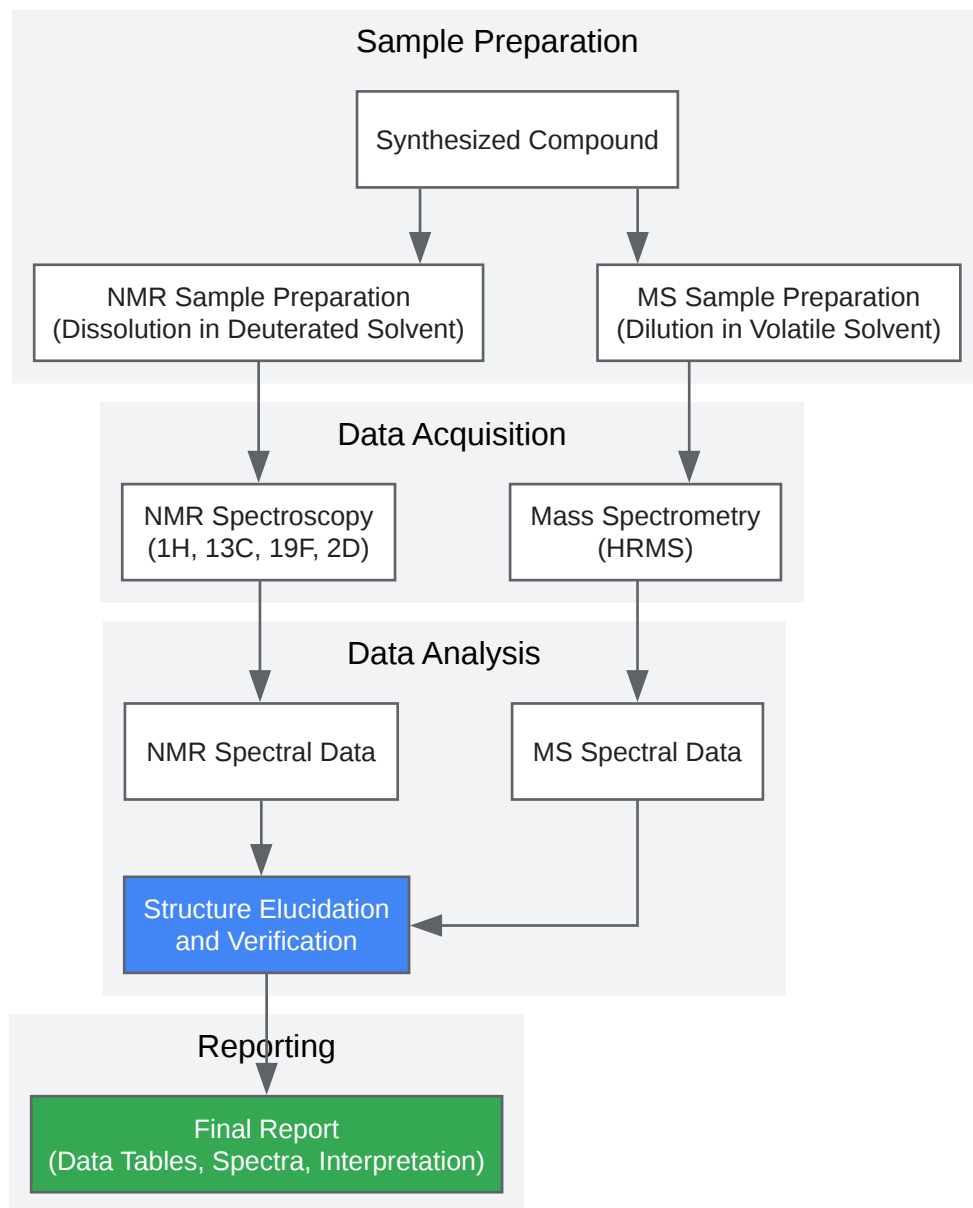 Sample Preparation
Synthesized Compound
NMR Sample Preparation
(Dissolution in Deuterated Solvent)
MS Sample Preparation
(Dilution in Volatile Solvent)
Data Acquisition
NMR Spectroscopy
(1H, 13C, 19F, 2D)
Mass Spectrometry
(HRMS)
Data Analysis
NMR Spectral Data
MS Spectral Data
Structure Elucidation
and Verification
Reporting
Final Report
(Data Tables, Spectra, Interpretation)